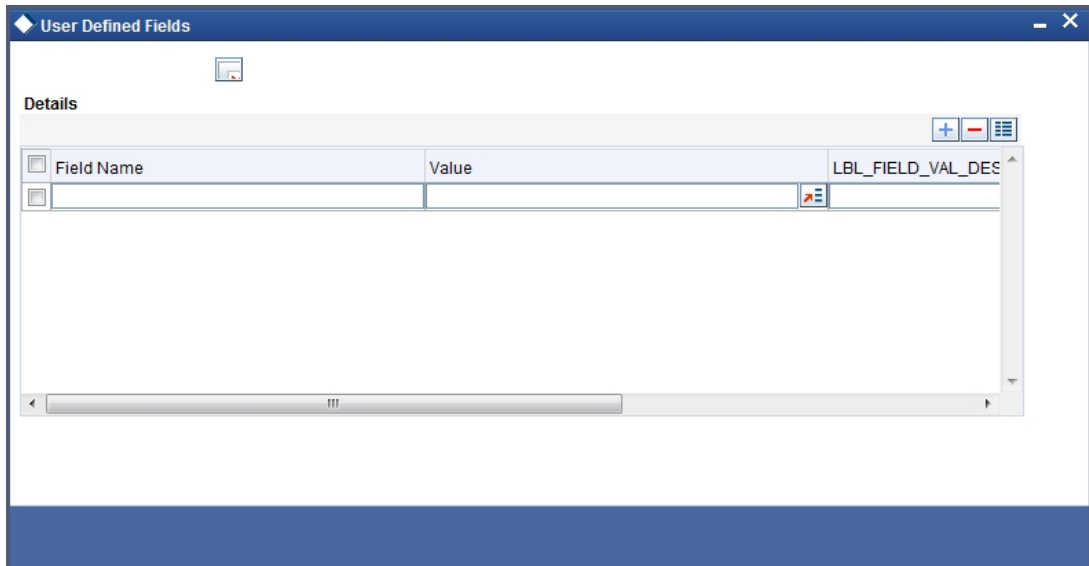 User Defined Fields
Details
Field Name
Value
LBL_FIELD_VAL_DES